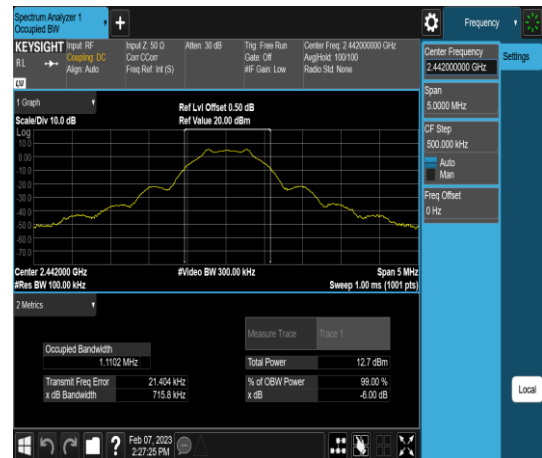 Spectrum Analyzer 1
Occupied BW
+
Frequency
KEYSIGHT
RL
Input: RF
Coupling: DC
Align: Auto
Input Z: 50 Ω
Corr CCorr
Freq Ref: Int (S)
Atten: 30 dB
Trig: Free Run
Gate: Off
#IF Gain: Low
Center Freq: 2.442000000 GHz
Avg|Hold: 100/100
Radio Std: None
LXI
Center Frequency
2.442000000 GHz
Settings
Span
5.0000 MHz
CF Step
500.000 kHz
Auto
Man
Freq Offset
0 Hz
1 Graph
Scale/Div 10.0 dB
Ref Lvl Offset 0.50 dB
Ref Value 20.00 dBm
Log
10.0
0.00
-10.0
-20.0
-30.0
-40.0
-50.0
-60.0
-70.0
Center 2.442000 GHz
#Res BW 100.00 kHz
#Video BW 300.00 kHz
Span 5 MHz
Sweep 1.00 ms (1001 pts)
2 Metrics
Measure Trace
Trace 1
Occupied Bandwidth
1.1102 MHz
Total Power
12.7 dBm
Transmit Freq Error
21.404 kHz
% of OBW Power
99.00 %
x dB Bandwidth
715.8 kHz
x dB
-6.00 dB
Local
?
Feb 07, 2023
2:27:25 PM